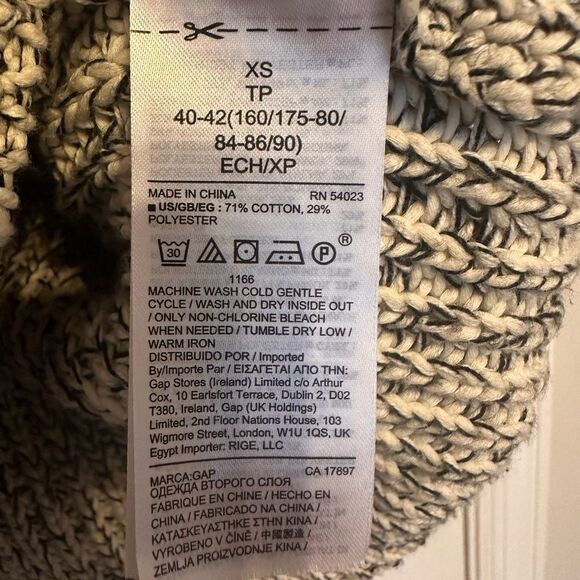 XS
TP
40-42(160/175-80/
84-86/90)
ECH/XP
MADE IN CHINA RN 54023
■ US/GB/EG : 71% COTTON, 29%
POLYESTER
30 P ®
1166
MACHINE WASH COLD GENTLE
CYCLE / WASH AND DRY INSIDE OUT
/ ONLY NON-CHLORINE BLEACH
WHEN NEEDED / TUMBLE DRY LOW /
WARM IRON
DISTRIBUIDO POR / Imported
By/Importe Par / ΕΙΣΑΓΕΤΑΙ ΑΠΟ ΤΗΝ /
Gap Stores (Ireland) Limited c/o Arthur
Cox, 10 Earlsfort Terrace, Dublin 2, D02
T380, Ireland, Gap (UK Holdings)
Limited, 2nd Floor Nations House, 103
Wigmore Street, London, W1U 1QS, UK
Egypt Importer: RIGE, LLC
MARCA:GAP CA 17897
ОДЕЖДА ВТОРОГО СЛОЯ
FABRIQUE EN CHINE / HECHO EN
CHINA / FABRICADO NA CHINA /
ΚΑΤΑΣΚΕΥΑΣΤΗΚΕ ΣΤΗΝ ΚΙΝΑ /
VYROBENO V ČÍNĚ / 中國製造 /
ZEMLJA PROIZVODNJE KINA /